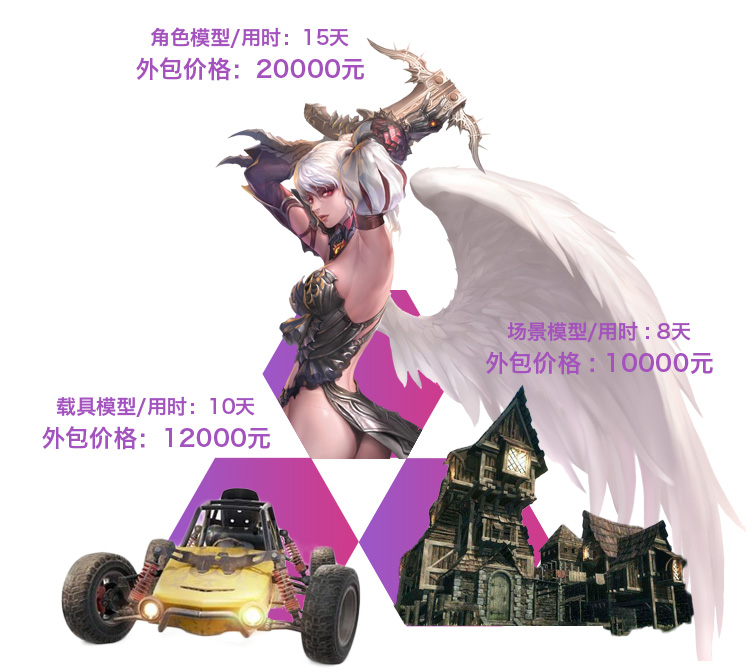 角色模型/用时：15天
外包价格：20000元
场景模型/用时 : 8天
外包价格 : 10000元
载具模型/用时：10天
外包价格：12000元